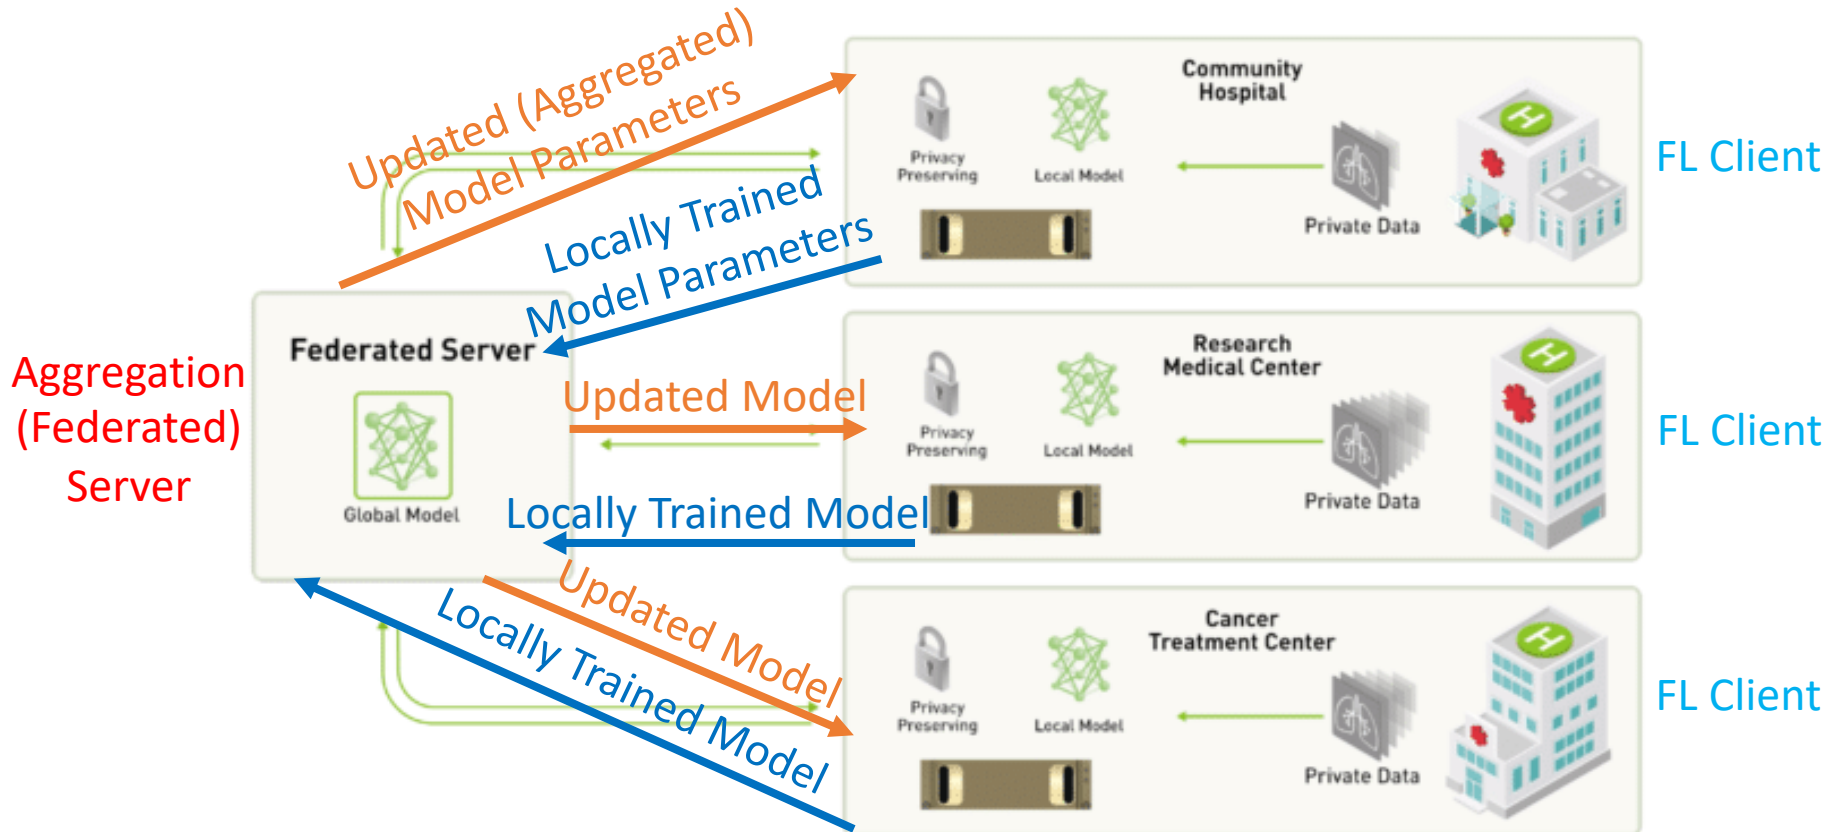 Updated (Aggregated)
Model Parameters
Locally Trained
Model Parameters
Community
Hospital
Privacy
Preserving
Local Model
Private Data
FL Client
Aggregation
(Federated)
Server
Federated Server
Global Model
Updated Model
Locally Trained Model
Research
Medical Center
Privacy
Preserving
Local Model
Private Data
FL Client
Updated Model
Locally Trained Model
Cancer
Treatment Center
Privacy
Preserving
Local Model
Private Data
FL Client
H
H
H